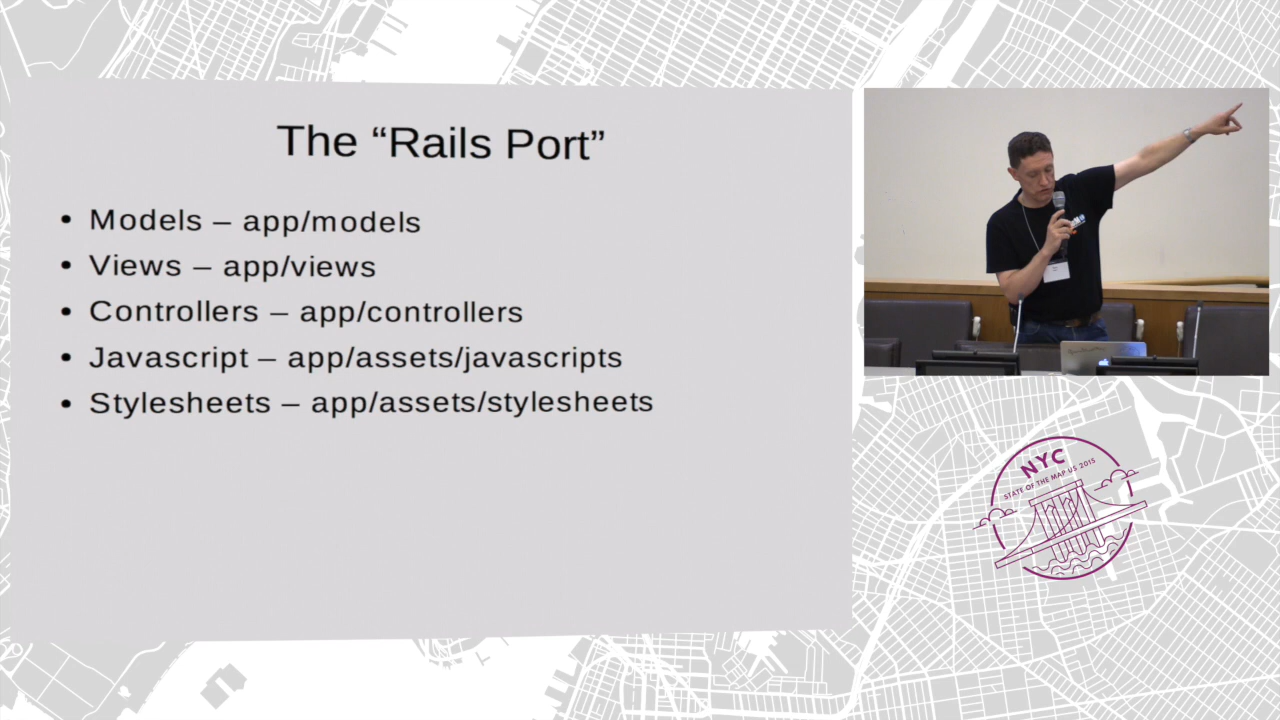 The “Rails Port”
• Models – app/models
• Views – app/views
• Controllers – app/controllers
• Javascript – app/assets/javascripts
• Stylesheets – app/assets/stylesheets
NYC
STATE OF THE MAP US 2015